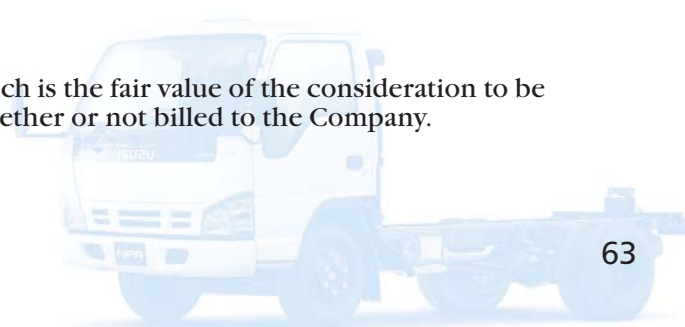 ch is the fair value of the consideration to be
ether or not billed to the Company.
ISUZU
NPR
63